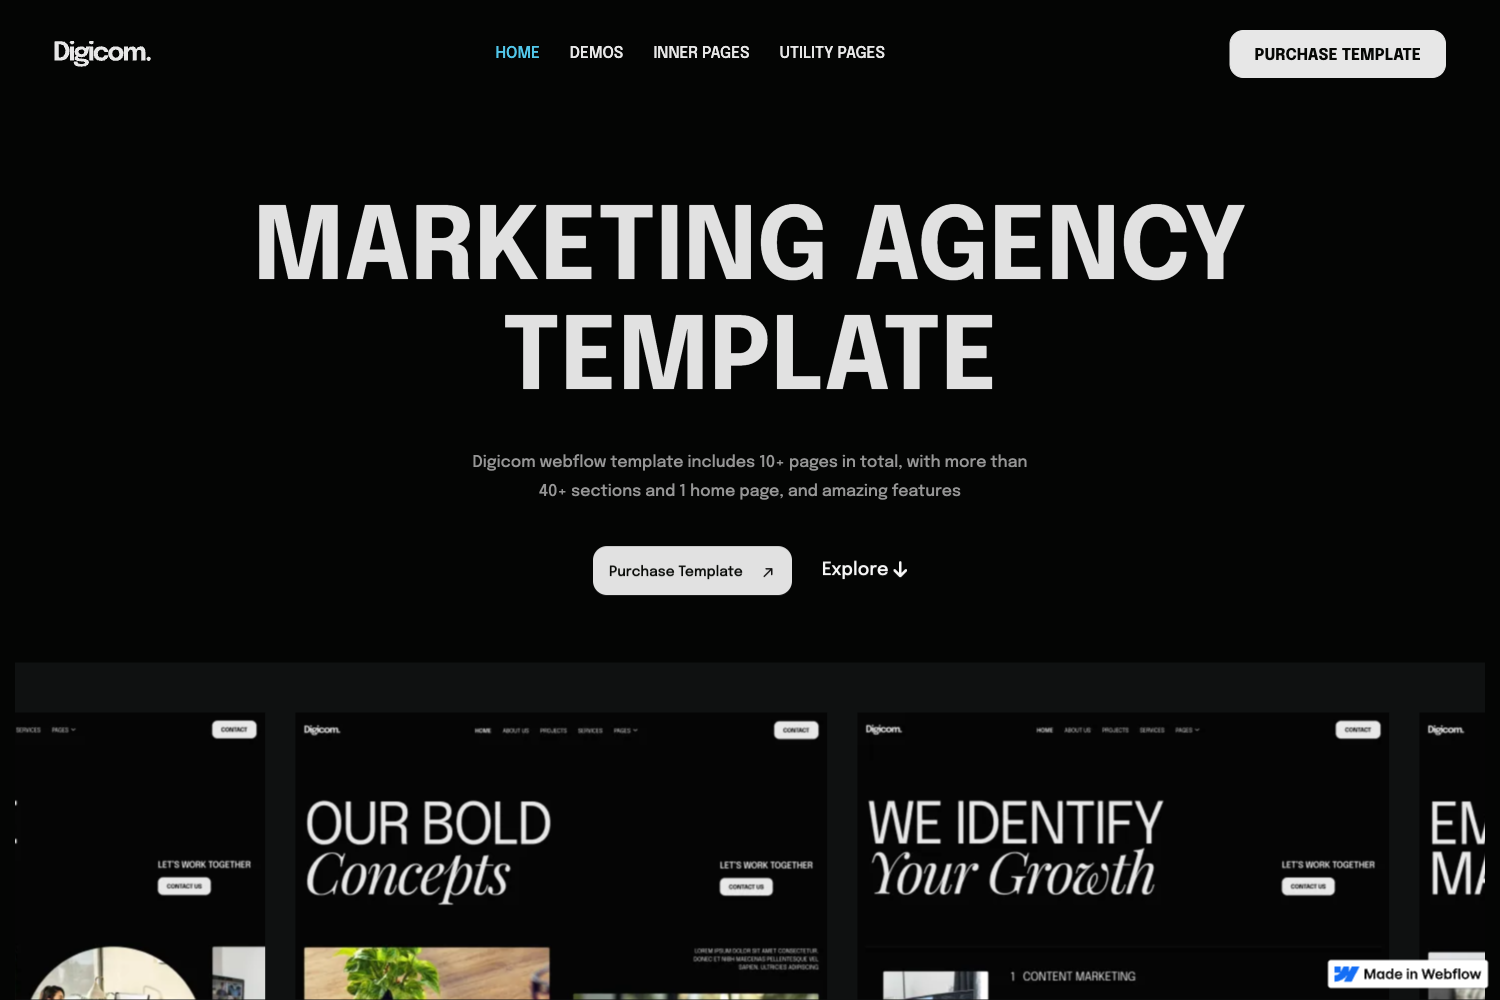 Digicom.
HOME
DEMOS
INNER PAGES
UTILITY PAGES
PURCHASE TEMPLATE
MARKETING AGENCY
TEMPLATE
Digicom webflow template includes 10+ pages in total, with more than
40+ sections and 1 home page, and amazing features
Purchase Template
Explore
SERVICES
PAGES
CONTACT
LET'S WORK TOGETHER
CONTACT US
Digicom.
HOME
ABOUT US
PROJECTS
SERVICES
PAGES
CONTACT
OUR BOLD
Concepts
LET'S WORK TOGETHER
CONTACT US
LOREM IPSUM DOLOR SIT AMET CONSECTETUR.
DONEC ET NIBH MAECENAS PELLENTESQUE VEL
SAPIEN. ULTRICIES ADIPISCING
Digicom.
HOME
ABOUT US
PROJECTS
SERVICES
PAGES
CONTACT
WE IDENTIFY
Your Growth
LET'S WORK TOGETHER
CONTACT US
1 CONTENT MARKETING
Digicom.
EM
MA
Made in Webflow